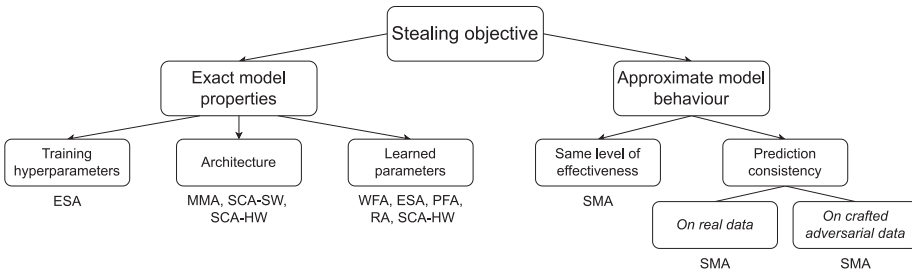 Stealing objective
Exact model
properties
Approximate model
behaviour
Training
hyperparameters
Architecture
Learned
parameters
Same level of
effectiveness
Prediction
consistency
ESA
MMA, SCA-SW,
SCA-HW
WFA, ESA, PFA,
RA, SCA-HW
SMA
On real data
On crafted
adversarial data
SMA
SMA